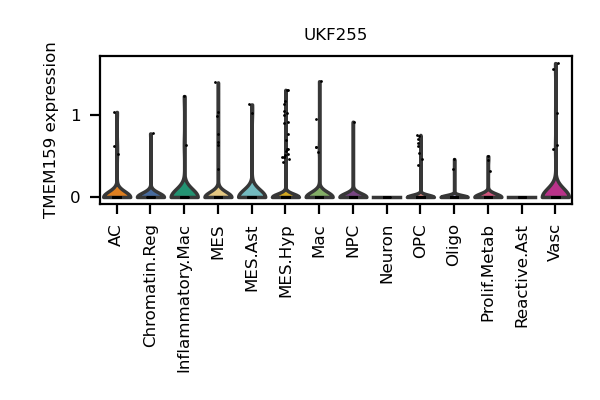 UKF255
TMEM159 expression
1
0
AC
Chromatin.Reg
Inflammatory.Mac
MES
MES.Ast
MES.Hyp
Mac
NPC
Neuron
OPC
Oligo
Prolif.Metab
Reactive.Ast
Vasc